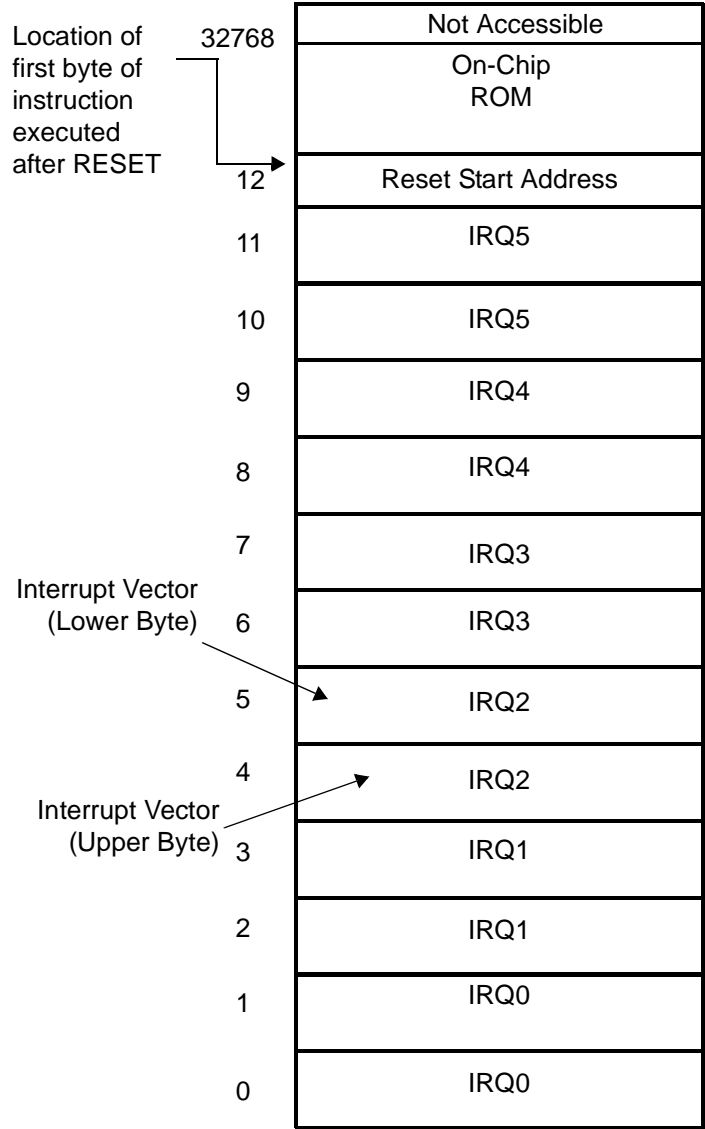 Location of
first byte of
instruction
executed
after RESET
32768
Not Accessible
On-Chip
ROM
12
Reset Start Address
11
IRQ5
10
IRQ5
9
IRQ4
8
IRQ4
7
IRQ3
Interrupt Vector
(Lower Byte)
6
IRQ3
5
IRQ2
4
IRQ2
Interrupt Vector
(Upper Byte)
3
IRQ1
2
IRQ1
1
IRQ0
0
IRQ0